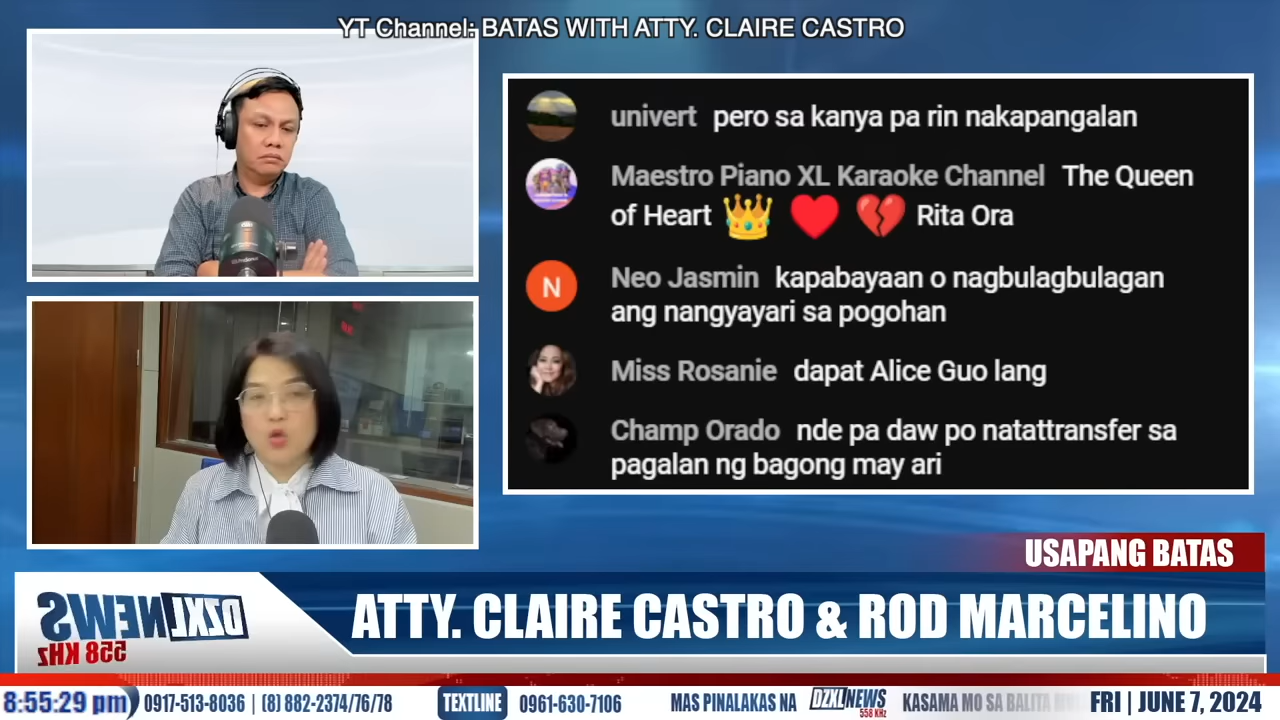 YT Channel: BATAS WITH ATTY. CLAIRE CASTRO
univert pero sa kanya pa rin nakapangalan
Maestro Piano XL Karaoke Channel The Queen
of Heart 👑 ❤️ 💔 Rita Ora
N
Neo Jasmin kapabayaan o nagbulagbulagan
ang nangyayari sa pogohan
Miss Rosanie dapat Alice Guo lang
Champ Orado nde pa daw po natattransfer sa
pagalan ng bagong may ari
USAPANG BATAS
DZXL NEWS
558 KHz
ATTY. CLAIRE CASTRO & ROD MARCELINO
8:55:29 pm 0917-513-8036 | (8) 882-2374/76/78 TEXTLINE 0961-630-7106 MAS PINALAKAS NA DZXL NEWS 558 KHz KASAMA MO SA BALITA FRI | JUNE 7, 2024